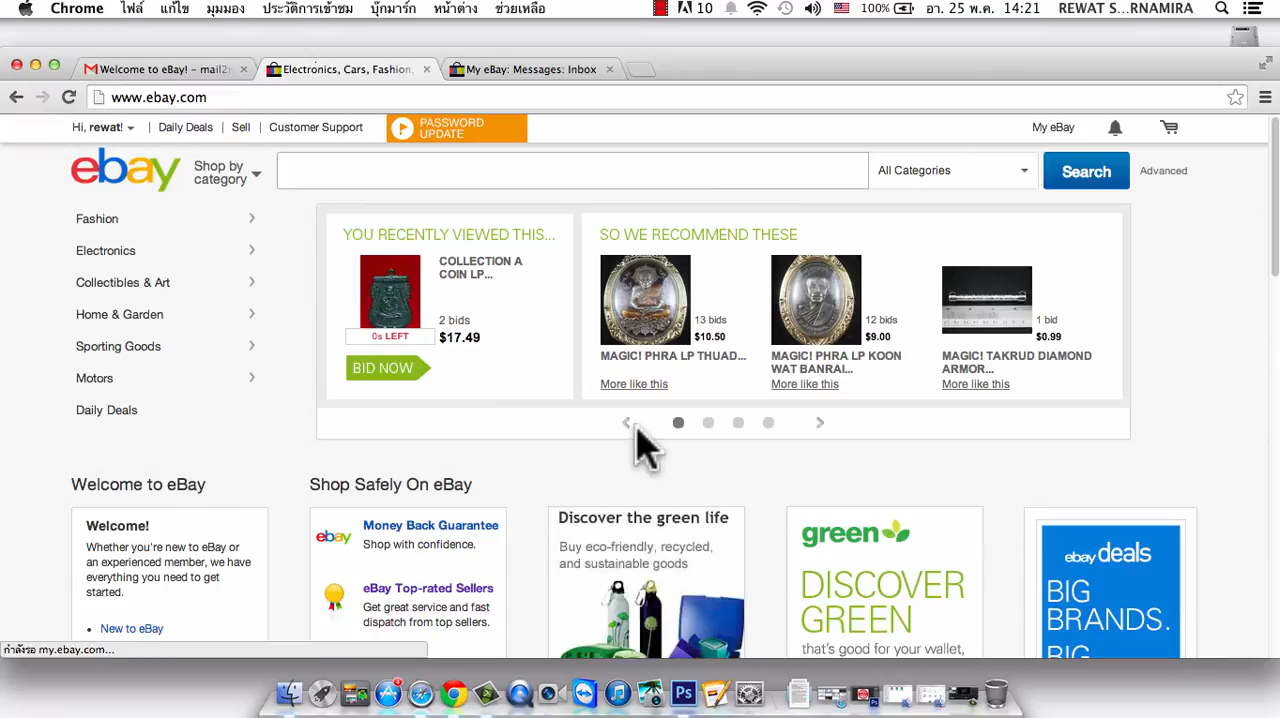 Chrome ไฟล์ แก้ไข มุมมอง ประวัติการเข้าชม บุ๊กมาร์ก หน้าต่าง ช่วยเหลือ 10 100% อา. 25 พ.ค. 14:21 REWAT S...RNAMIRA
Welcome to eBay! – mail2r
Electronics, Cars, Fashion,
My eBay: Messages: Inbox
www.ebay.com
Hi, rewat! Daily Deals Sell Customer Support PASSWORD UPDATE My eBay
ebay Shop by category All Categories Search Advanced
Fashion
Electronics
Collectibles & Art
Home & Garden
Sporting Goods
Motors
Daily Deals
YOU RECENTLY VIEWED THIS...
COLLECTION A
COIN LP...
2 bids
0s LEFT $17.49
BID NOW
SO WE RECOMMEND THESE
13 bids
$10.50
MAGIC! PHRA LP THUAD...
More like this
12 bids
$9.00
MAGIC! PHRA LP KOON
WAT BANRAI...
More like this
1 bid
$0.99
MAGIC! TAKRUD DIAMOND
ARMOR...
More like this
Welcome to eBay
Welcome!
Whether you're new to eBay or
an experienced member, we have
everything you need to get
started.
• New to eBay
Shop Safely On eBay
ebay Money Back Guarantee
Shop with confidence.
eBay Top-rated Sellers
Get great service and fast
dispatch from top sellers.
Discover the green life
Buy eco-friendly, recycled,
and sustainable goods
green
DISCOVER
GREEN
that's good for your wallet,
ebay deals
BIG
BRANDS.
BIG
กำลังรอ my.ebay.com...
Ps